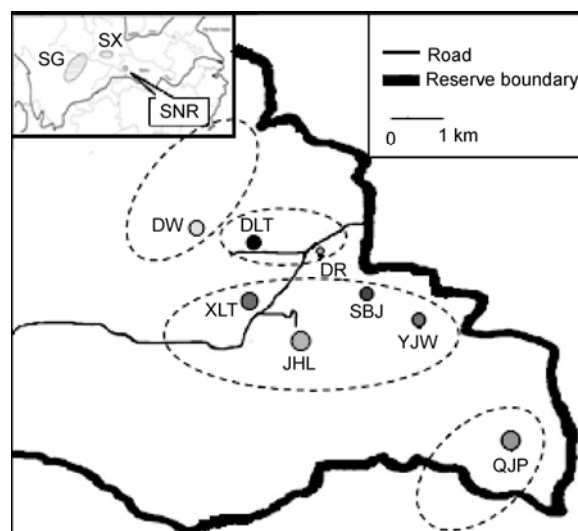 SX
SG
SNR
Road
Reserve boundary
0 1 km
DW
DLT
DR
XLT
SBJ
YJW
JHL
QJP